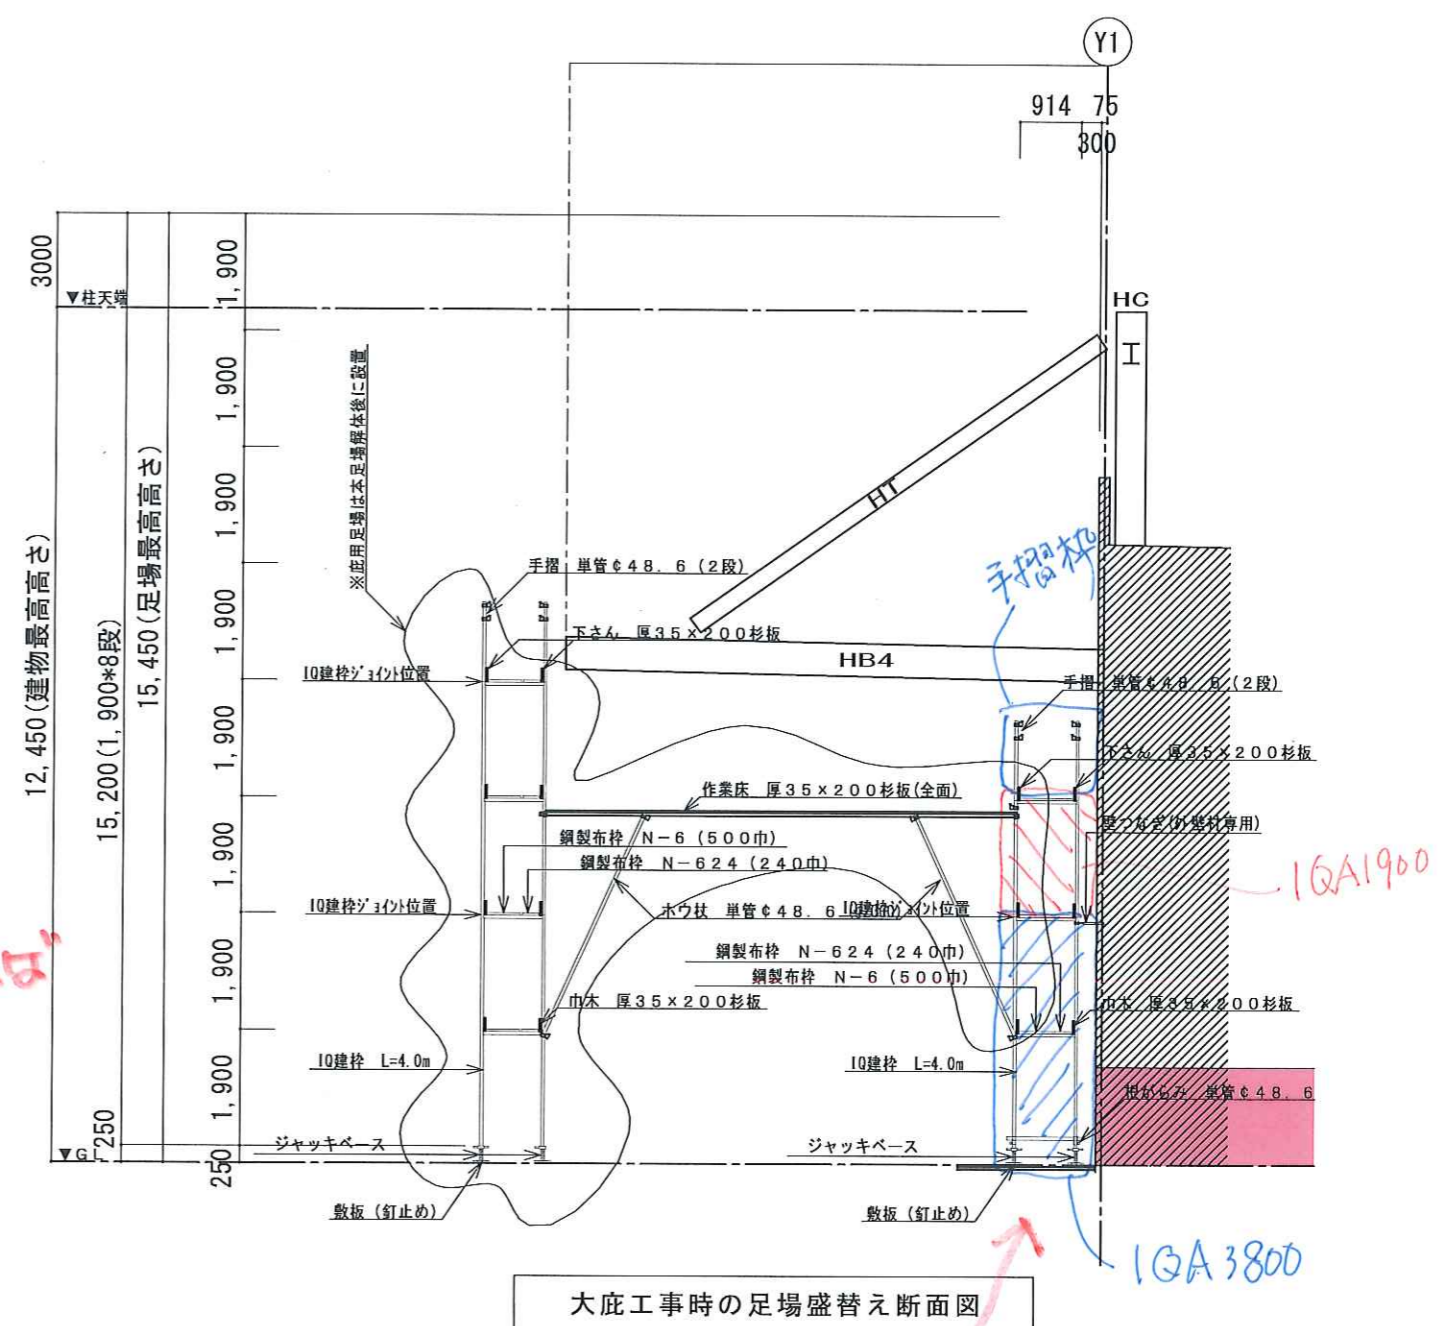 Y1
914 75
300
3000
▼柱天端
1,900
HC
エ
※庇用足場は本足場解体後に設置
1,900
12,450(建物最高高さ)
15,200(1,900*8段)
15,450(足場最高高さ)
1,900
HT
手摺枠
手摺 単管¢48.6(2段)
1,900
下さん 厚35×200杉板
IQ建枠ジョイント位置
HB4
手摺 単管¢48.6(2段)
1,900
下さん 厚35×200杉板
作業床 厚35×200杉板(全面)
壁つなぎ(外壁材専用)
鋼製布枠 N-6(500巾)
鋼製布枠 N-624(240巾)
1,900
IQA1900
IQ建枠ジョイント位置
ホウ杖 単管¢48.6
IQ建枠ジョイント位置
鋼製布枠 N-624(240巾)
鋼製布枠 N-6(500巾)
1,900
巾木 厚35×200杉板
巾木 厚35×200杉板
IQ建枠 L=4.0m
IQ建枠 L=4.0m
1,900
根がらみ 単管¢48.6
250
▼GL
ジャッキベース
ジャッキベース
250
敷板(釘止め)
敷板(釘止め)
IQA3800
大庇工事時の足場盛替え断面図